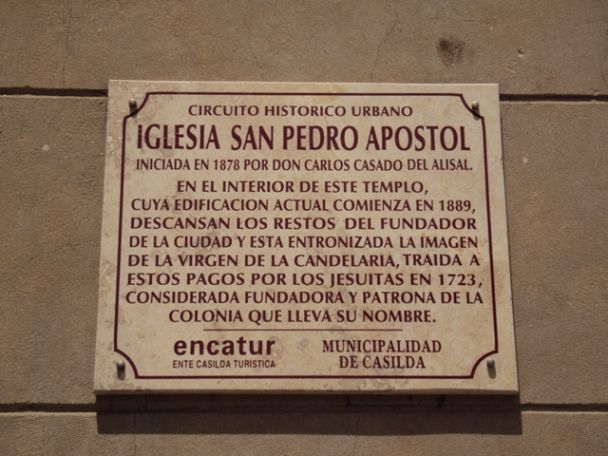 CIRCUITO HISTORICO URBANO
IGLESIA SAN PEDRO APOSTOL
INICIADA EN 1878 POR DON CARLOS CASADO DEL ALISAL.
EN EL INTERIOR DE ESTE TEMPLO,
CUYA EDIFICACION ACTUAL COMIENZA EN 1889,
DESCANSAN LOS RESTOS DEL FUNDADOR
DE LA CIUDAD Y ESTA ENTRONIZADA LA IMAGEN
DE LA VIRGEN DE LA CANDELARIA, TRAIDA A
ESTOS PAGOS POR LOS JESUITAS EN 1723,
CONSIDERADA FUNDADORA Y PATRONA DE LA
COLONIA QUE LLEVA SU NOMBRE.
encatur
ENTE CASILDA TURISTICA
MUNICIPALIDAD
DE CASILDA